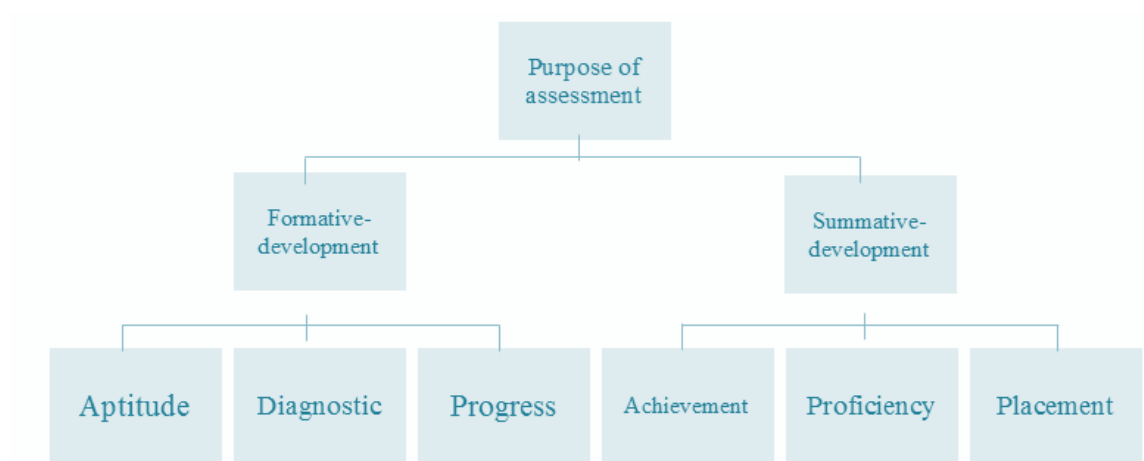 Purpose of
assessment
Formative-
development
Summative-
development
Aptitude
Diagnostic
Progress
Achievement
Proficiency
Placement